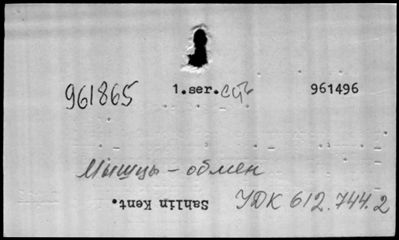 961865 1.ser. 961496
Мышцы – обмен
Sahlin Kent. УДК 612.744.2